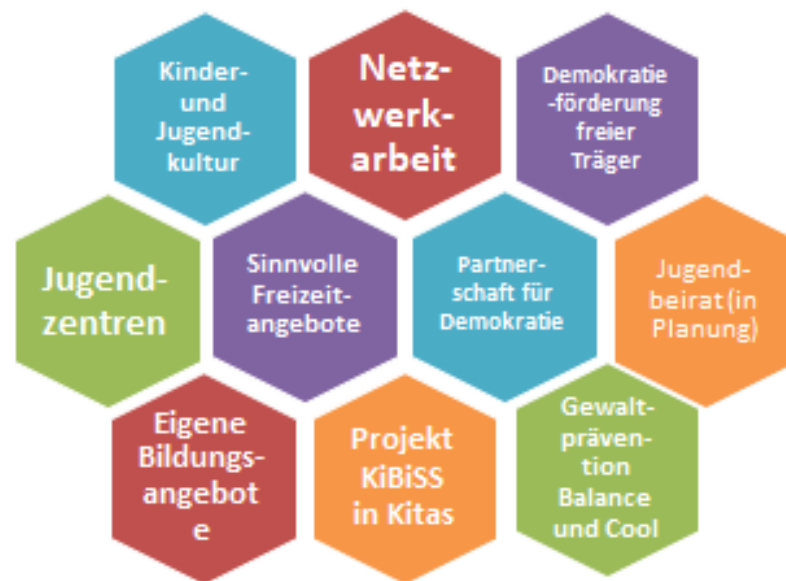 Kinder-
und
Jugend-
kultur
Netz-
werk-
arbeit
Demokratie
-förderung
freier
Träger
Jugend-
zentren
Sinnvolle
Freizeit-
angebote
Partner-
schaft für
Demokratie
Jugend-
beirat (in
Planung)
Eigene
Bildungs-
angebot
e
Projekt
KiBiSS
in Kitas
Gewalt-
präven-
tion
Balance
und Cool